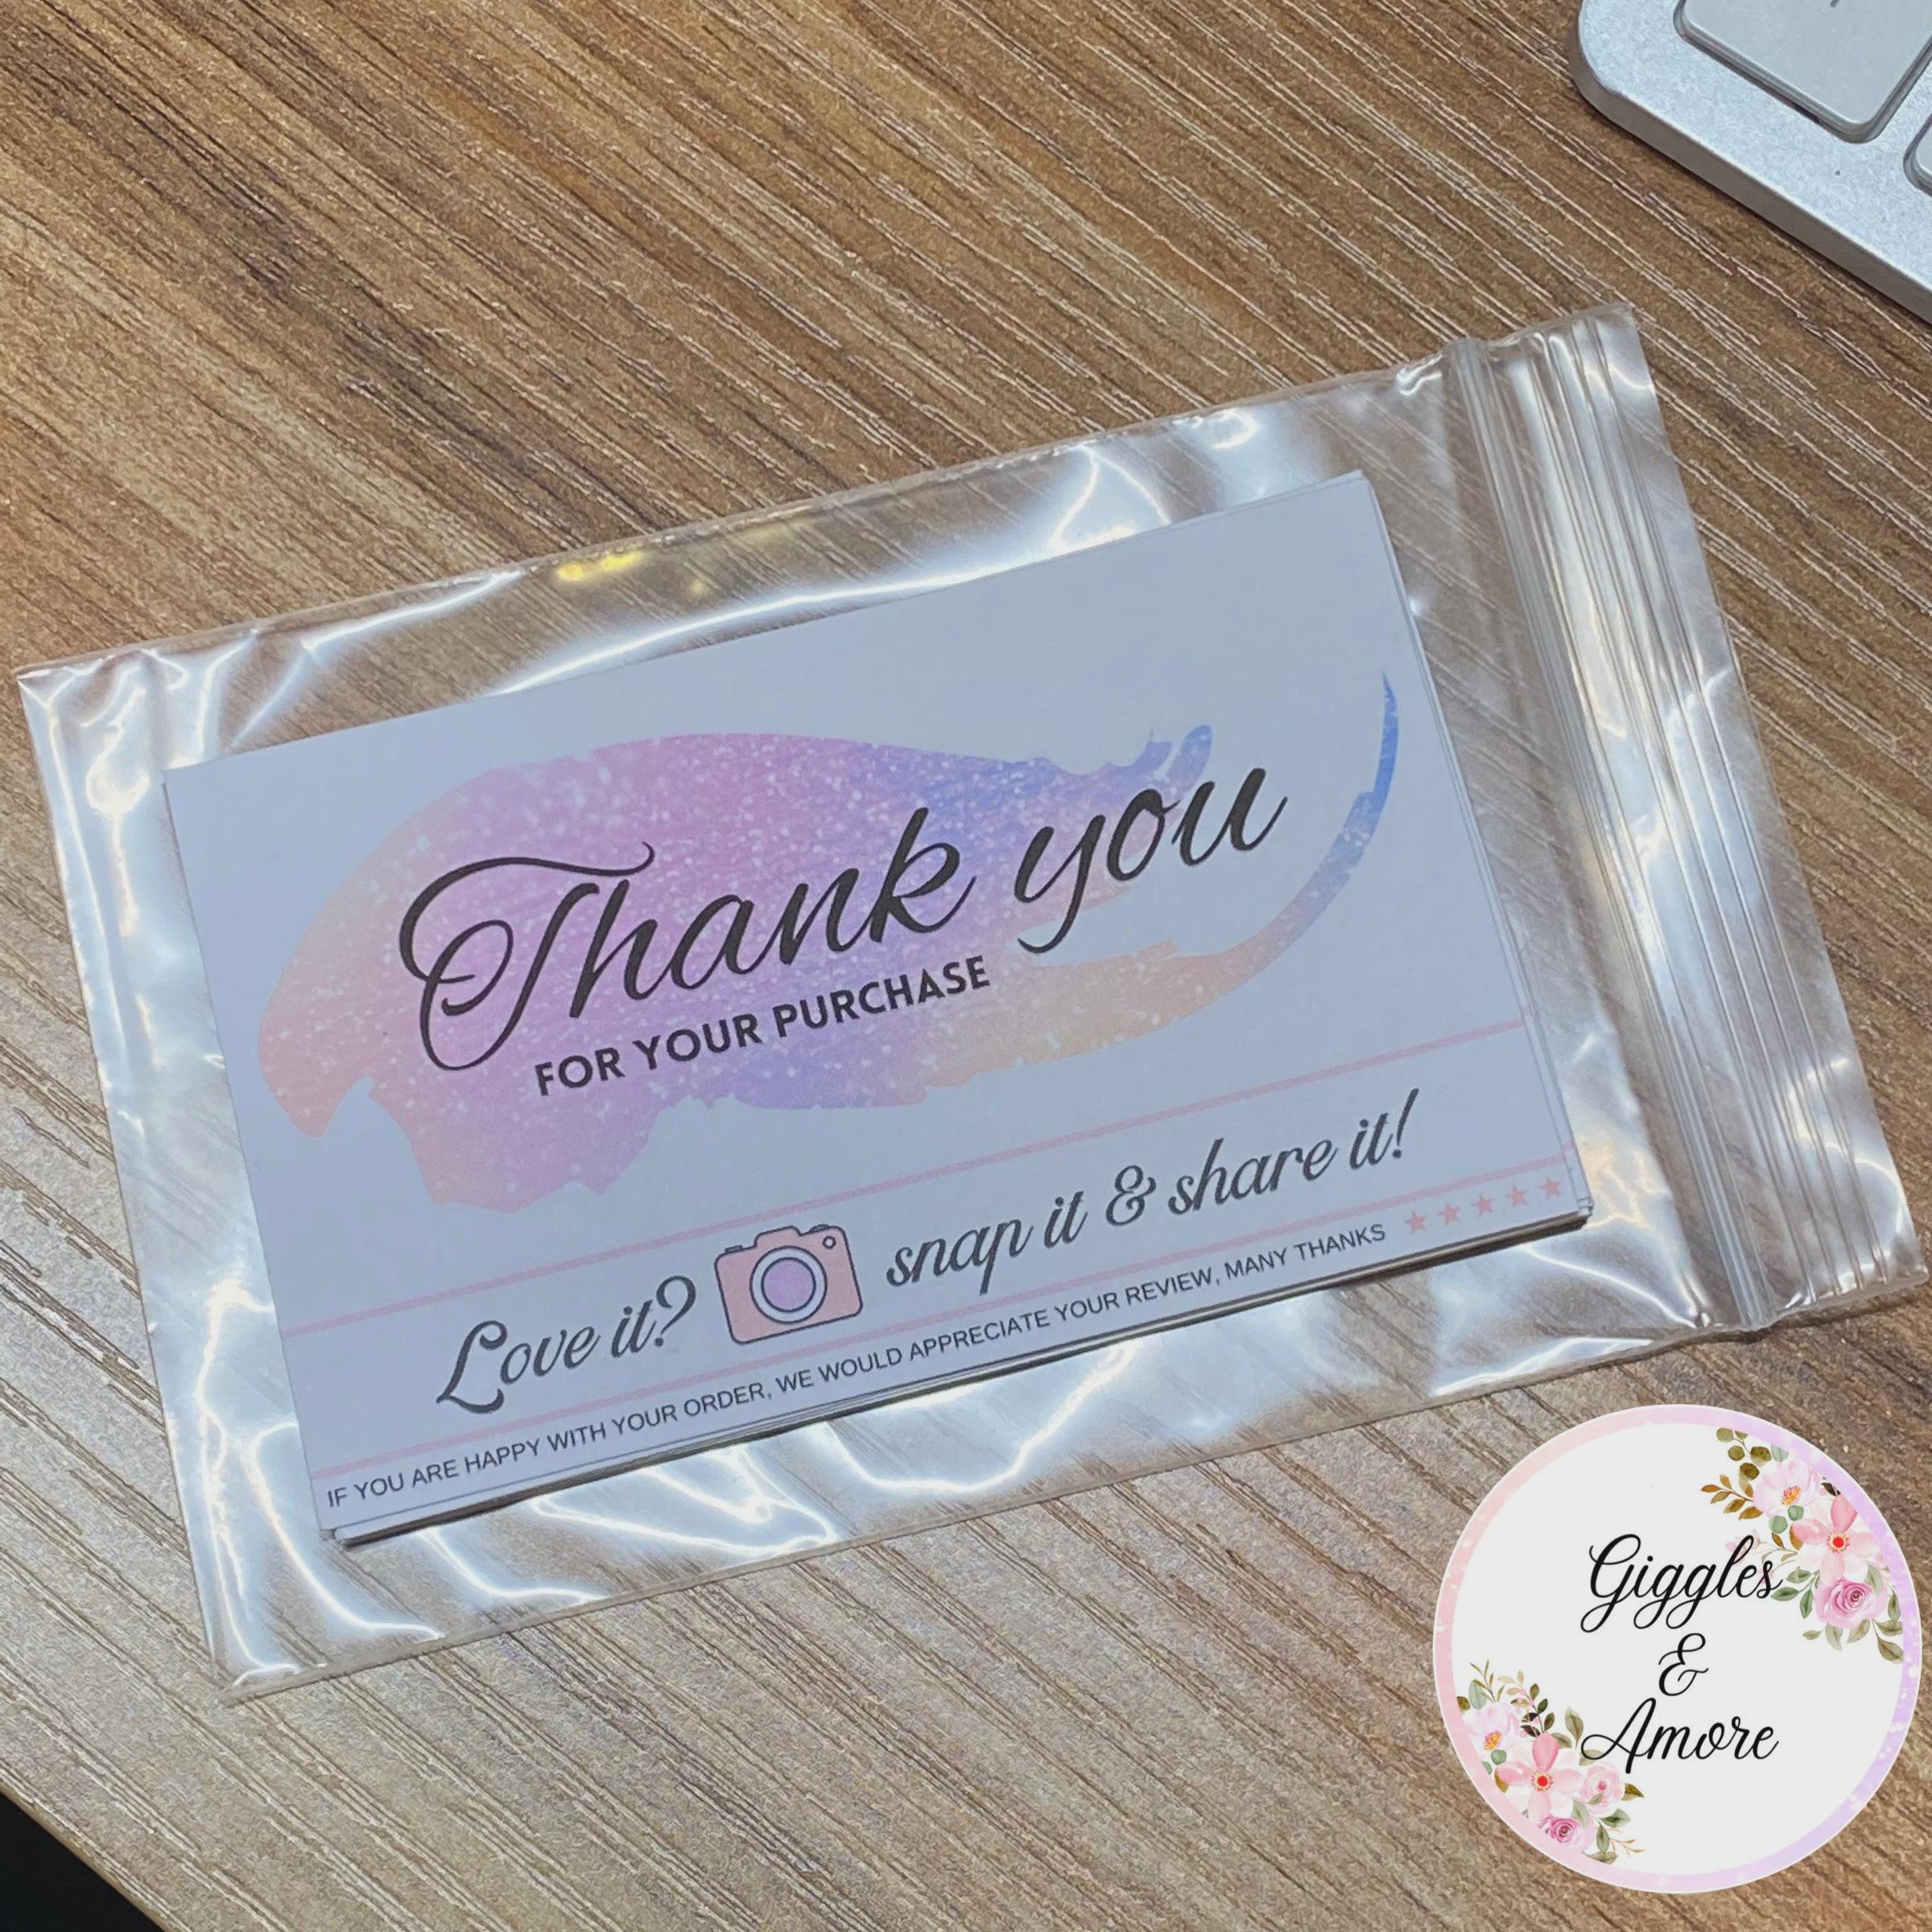 Thank you
FOR YOUR PURCHASE
Love it? snap it & share it!
IF YOU ARE HAPPY WITH YOUR ORDER, WE WOULD APPRECIATE YOUR REVIEW, MANY THANKS
Giggles
&
Amore